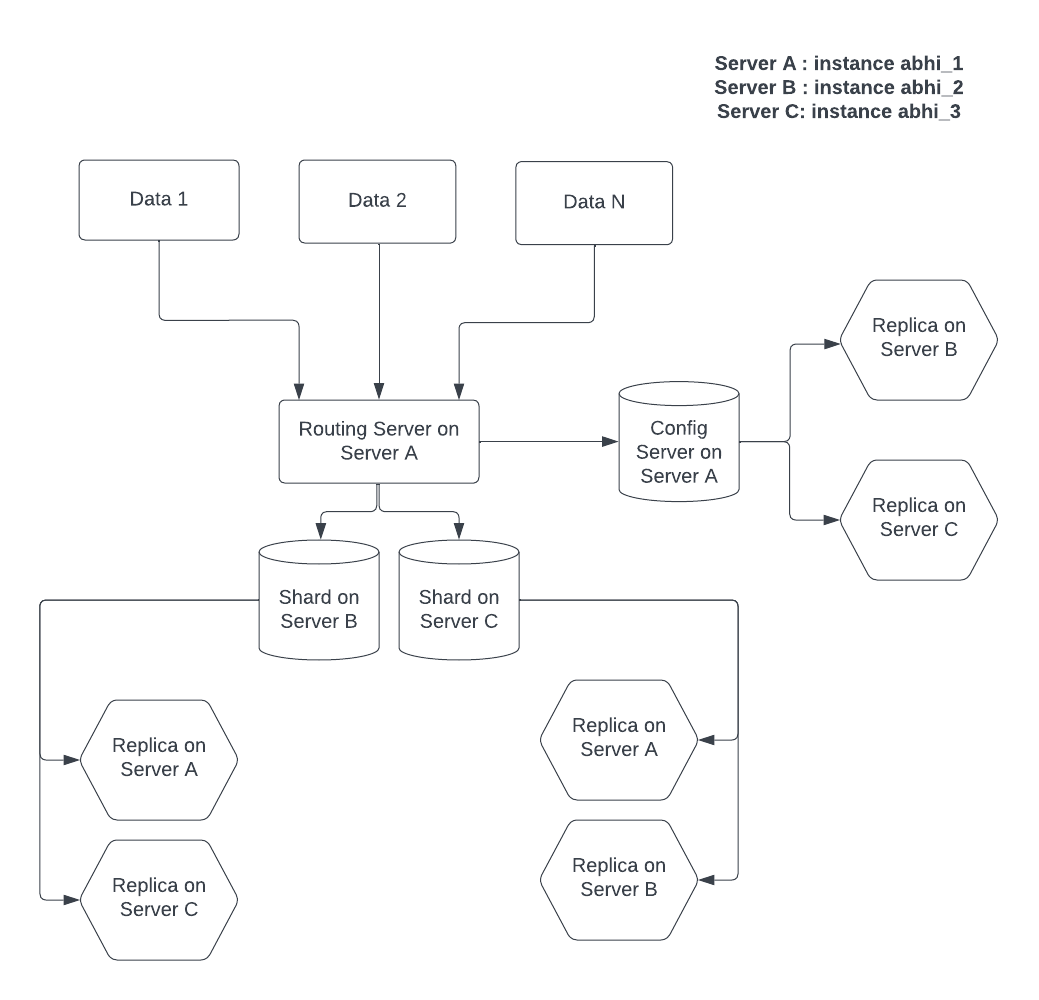 Server A : instance abhi_1
Server B : instance abhi_2
Server C: instance abhi_3
Data 1
Data 2
Data N
Routing Server on
Server A
Config
Server on
Server A
Replica on
Server B
Replica on
Server C
Shard on
Server B
Shard on
Server C
Replica on
Server A
Replica on
Server C
Replica on
Server A
Replica on
Server B